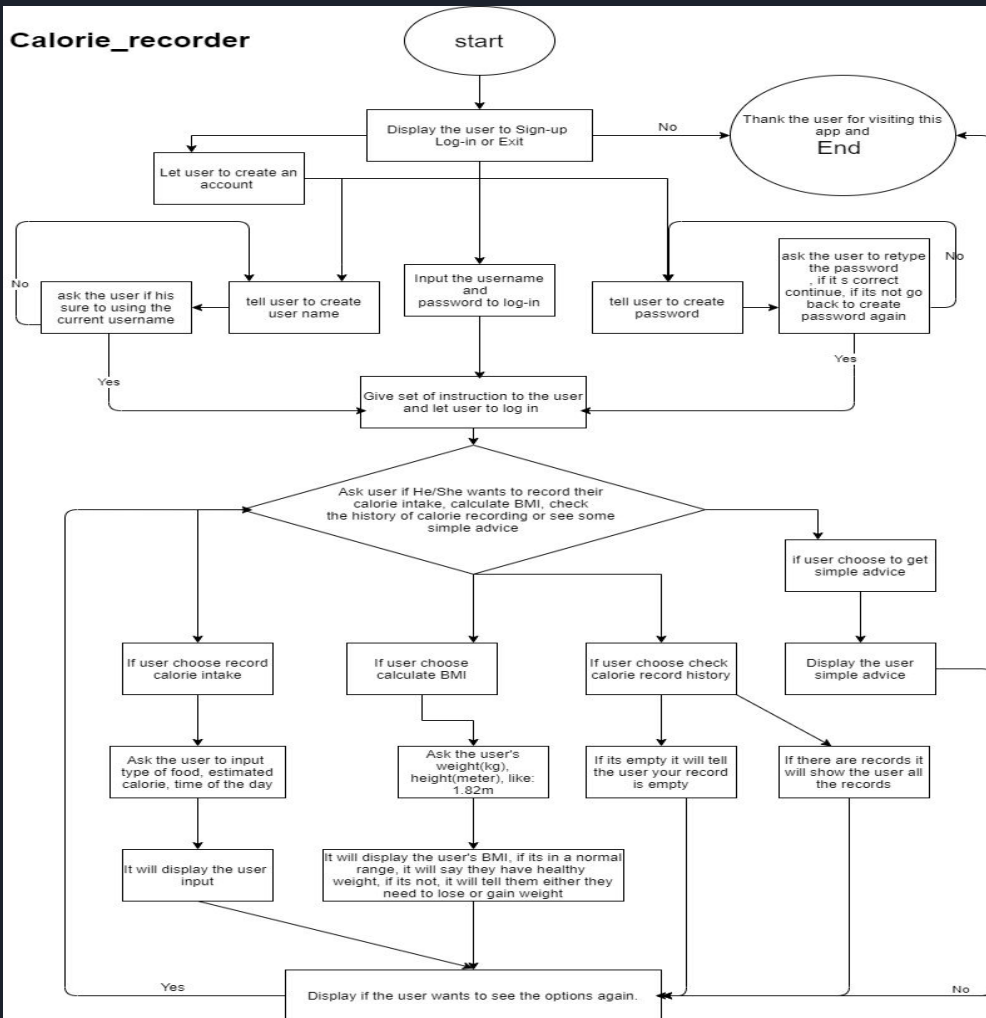 Calorie_recorder
start
Display the user to Sign-up
Log-in or Exit
No
Thank the user for visiting this
app and
End
Let user to create an
account
No
ask the user if his
sure to using the
current username
tell user to create
user name
Input the username
and
password to log-in
tell user to create
password
ask the user to retype
the password
, if it s correct
continue, if its not go
back to create
password again
No
Yes
Yes
Give set of instruction to the user
and let user to log in
Ask user if He/She wants to record their
calorie intake, calculate BMI, check
the history of calorie recording or see some
simple advice
if user choose to get
simple advice
If user choose record
calorie intake
If user choose
calculate BMI
If user choose check
calorie record history
Display the user
simple advice
Ask the user to input
type of food, estimated
calorie, time of the day
Ask the user's
weight(kg),
height(meter), like:
1.82m
If its empty it will tell
the user your record
is empty
If there are records it
will show the user all
the records
It will display the user
input
It will display the user's BMI, if its in a normal
range, it will say they have healthy
weight, if its not, it will tell them either they
need to lose or gain weight
Yes
Display if the user wants to see the options again.
No